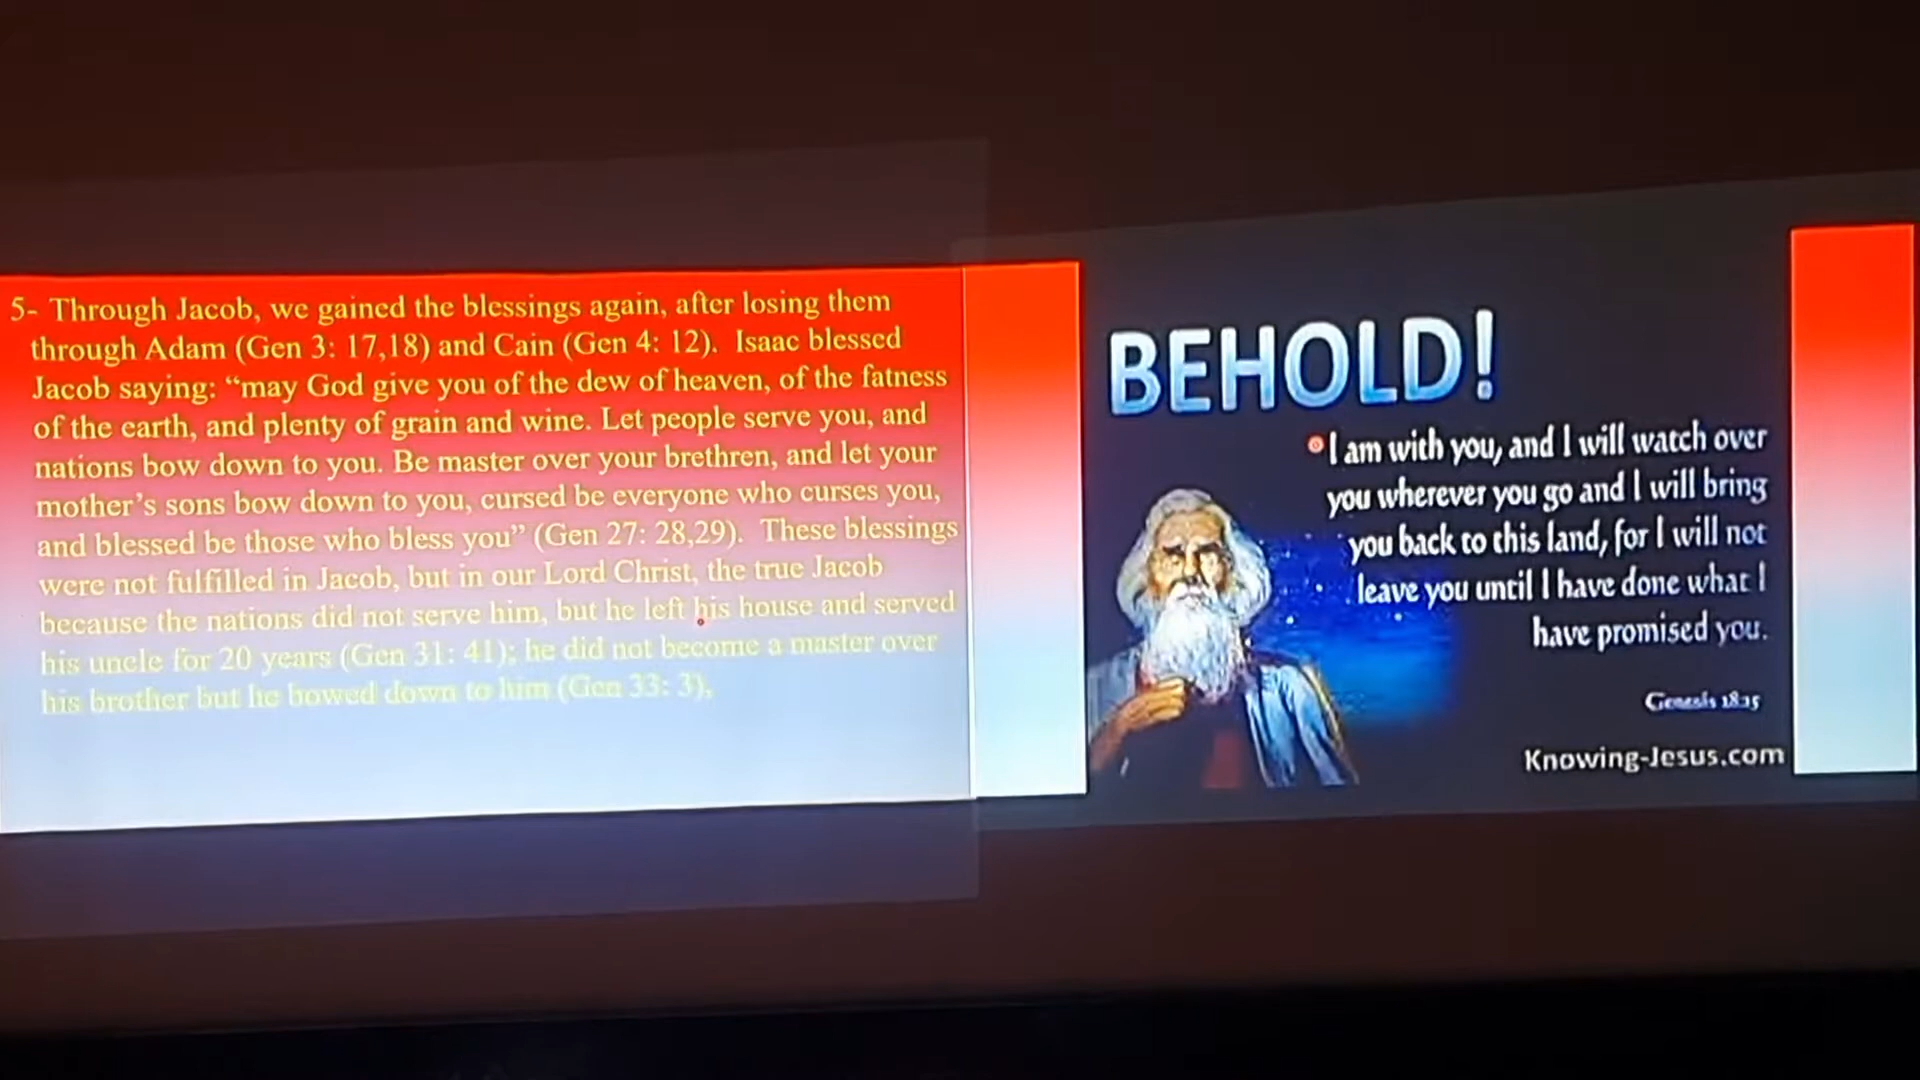 5- Through Jacob, we gained the blessings again, after losing them
through Adam (Gen 3: 17,18) and Cain (Gen 4: 12). Isaac blessed
Jacob saying: “may God give you of the dew of heaven, of the fatness
of the earth, and plenty of grain and wine. Let people serve you, and
nations bow down to you. Be master over your brethren, and let your
mother’s sons bow down to you, cursed be everyone who curses you,
and blessed be those who bless you” (Gen 27: 28,29). These blessings
were not fulfilled in Jacob, but in our Lord Christ, the true Jacob
because the nations did not serve him, but he left his house and served
his uncle for 20 years (Gen 31: 41); he did not become a master over
his brother but he bowed down to him (Gen 33: 3).
BEHOLD!
I am with you, and I will watch over
you wherever you go and I will bring
you back to this land, for I will not
leave you until I have done what I
have promised you.
Genesis 18:15
Knowing-Jesus.com